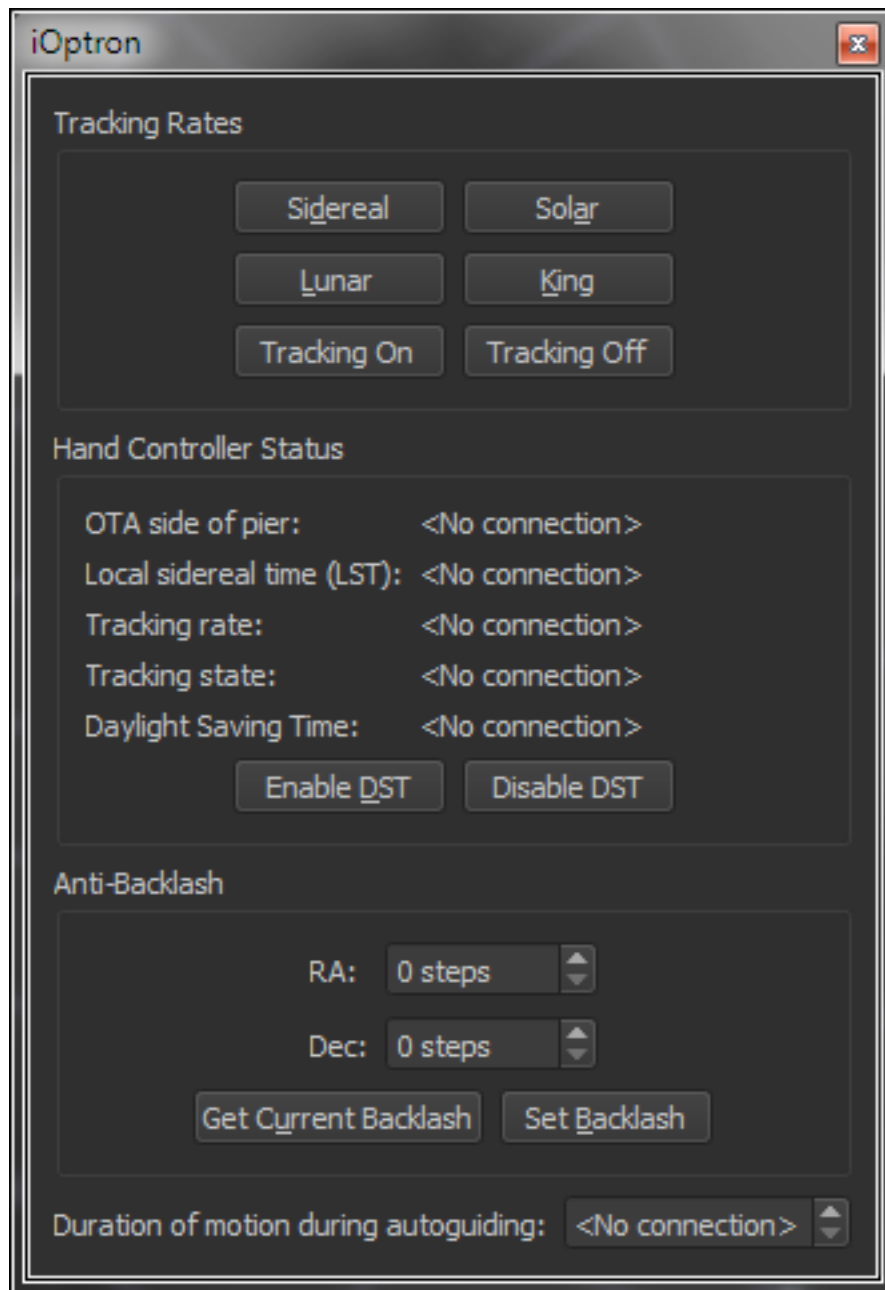 iOptron
Tracking Rates
Sidereal Solar
Lunar King
Tracking On Tracking Off
Hand Controller Status
OTA side of pier: <No connection>
Local sidereal time (LST): <No connection>
Tracking rate: <No connection>
Tracking state: <No connection>
Daylight Saving Time: <No connection>
Enable DST Disable DST
Anti-Backlash
RA: 0 steps
Dec: 0 steps
Get Current Backlash Set Backlash
Duration of motion during autoguiding: <No connection>